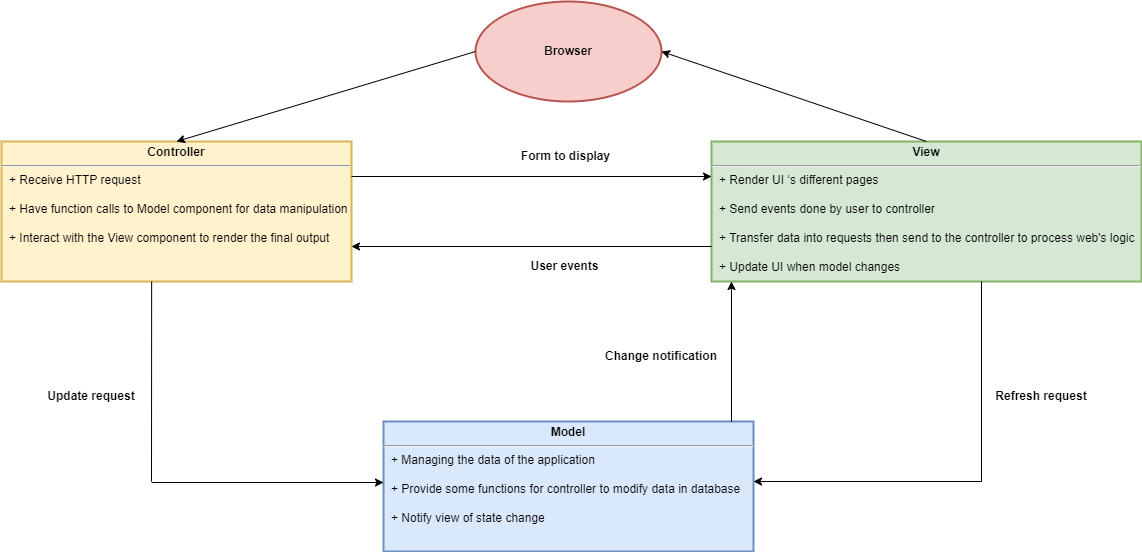 Browser
Controller
+ Receive HTTP request
+ Have function calls to Model component for data manipulation
+ Interact with the View component to render the final output
Form to display
User events
View
+ Render UI ‘s different pages
+ Send events done by user to controller
+ Transfer data into requests then send to the controller to process web's logic
+ Update UI when model changes
Change notification
Update request
Refresh request
Model
+ Managing the data of the application
+ Provide some functions for controller to modify data in database
+ Notify view of state change